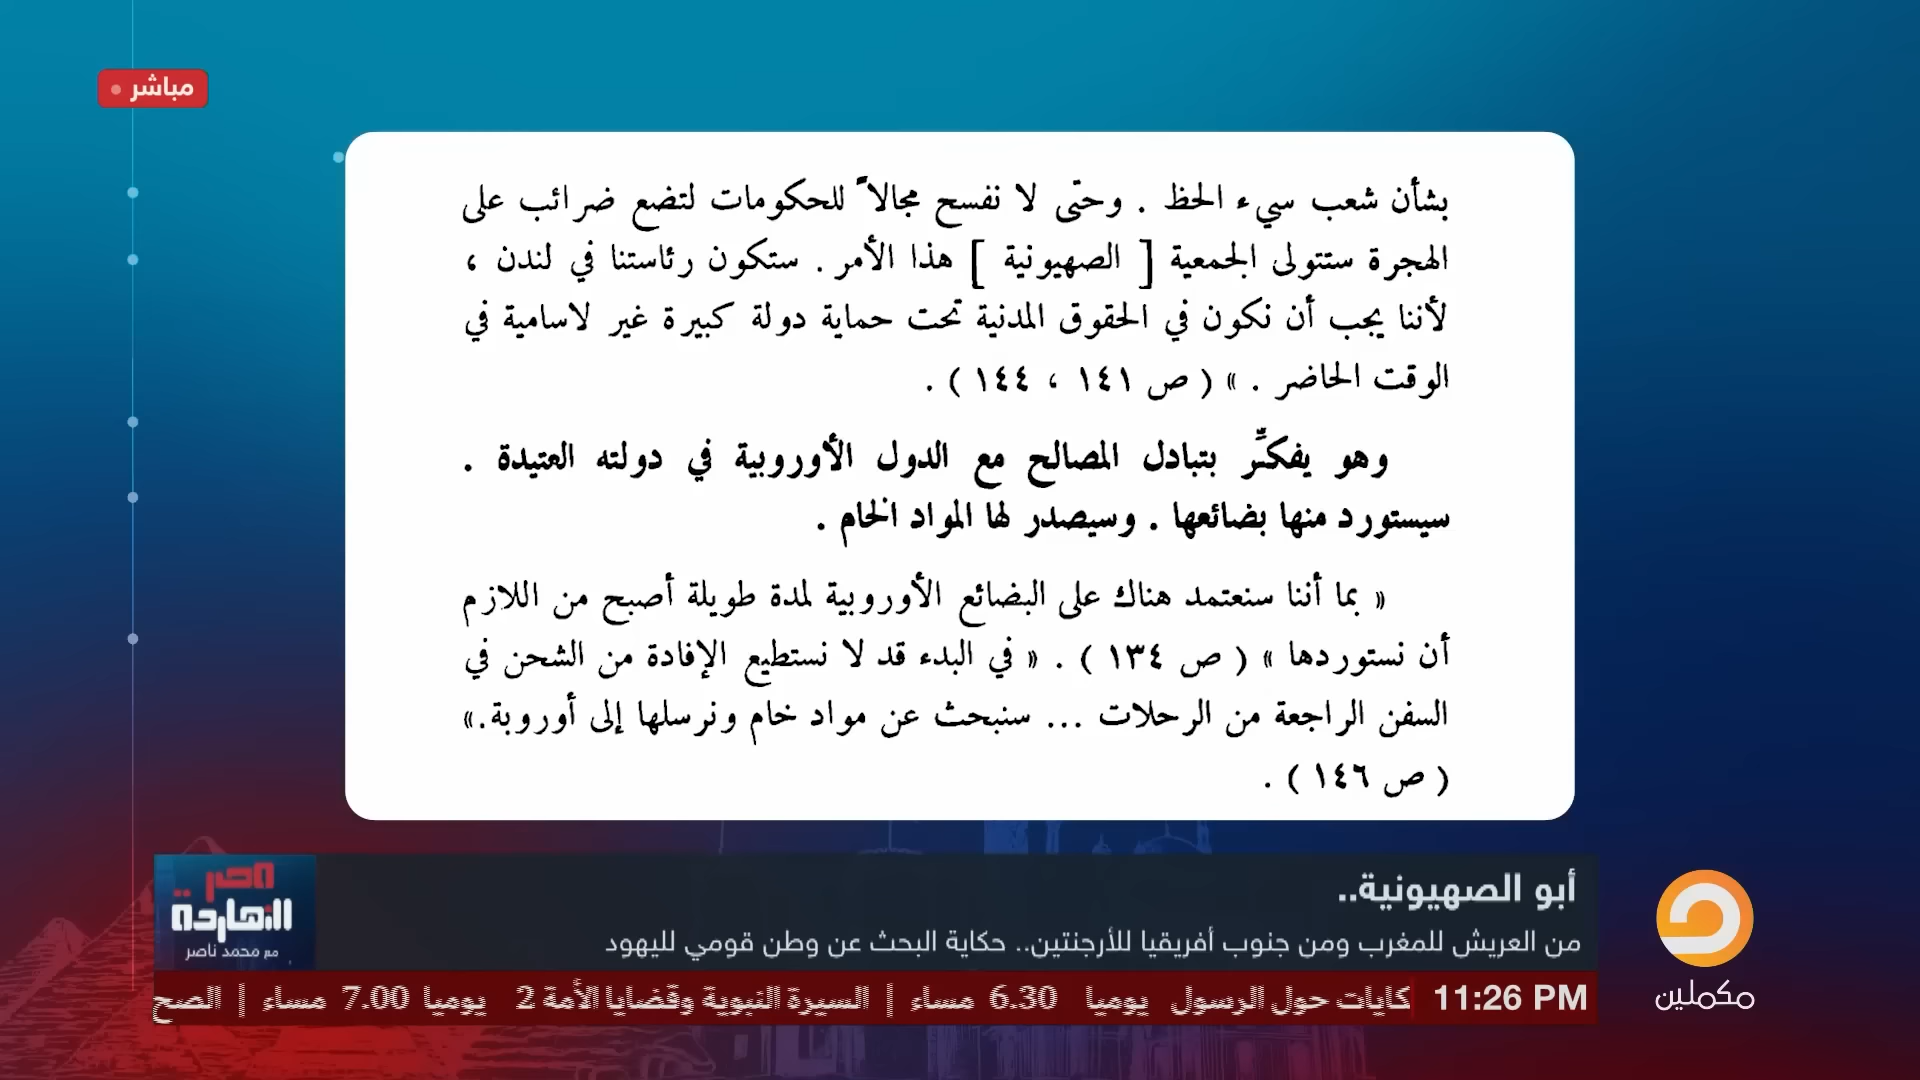 مباشر
بشأن شعب سيء الحظ . وحتّى لا نفسح مجالاً للحكومات لتضع ضرائب على
الهجرة ستتولى الجمعية [ الصهيونية ] هذا الأمر . ستكون رئاستنا في لندن ،
لأننا يجب أن نكون في الحقوق المدنية تحت حماية دولة كبيرة غير لاسامية في
الوقت الحاضر . » ( ص ١٤١ ، ١٤٤ ) .
وهو يفكِّر بتبادل المصالح مع الدول الأوروبية في دولته العتيدة .
سيستورد منها بضائعها . وسيصدر لها المواد الخام .
« بما أننا سنعتمد هناك على البضائع الأوروبية لمدة طويلة أصبح من اللازم
أن نستوردها » ( ص ١٣٤ ) . « في البدء قد لا نستطيع الإفادة من الشحن في
السفن الراجعة من الرحلات ... سنبحث عن مواد خام ونرسلها إلى أوروبة.»
( ص ١٤٦ ) .
أبو الصهيونية..
من العريش للمغرب ومن جنوب أفريقيا للأرجنتين.. حكاية البحث عن وطن قومي لليهود
مصر
النهاردة
مع محمد ناصر
11:26 PM
كايات حول الرسول يوميا 6.30 مساء | السيرة النبوية وقضايا الأمة 2 يوميا 7.00 مساء | الصح
مكملين